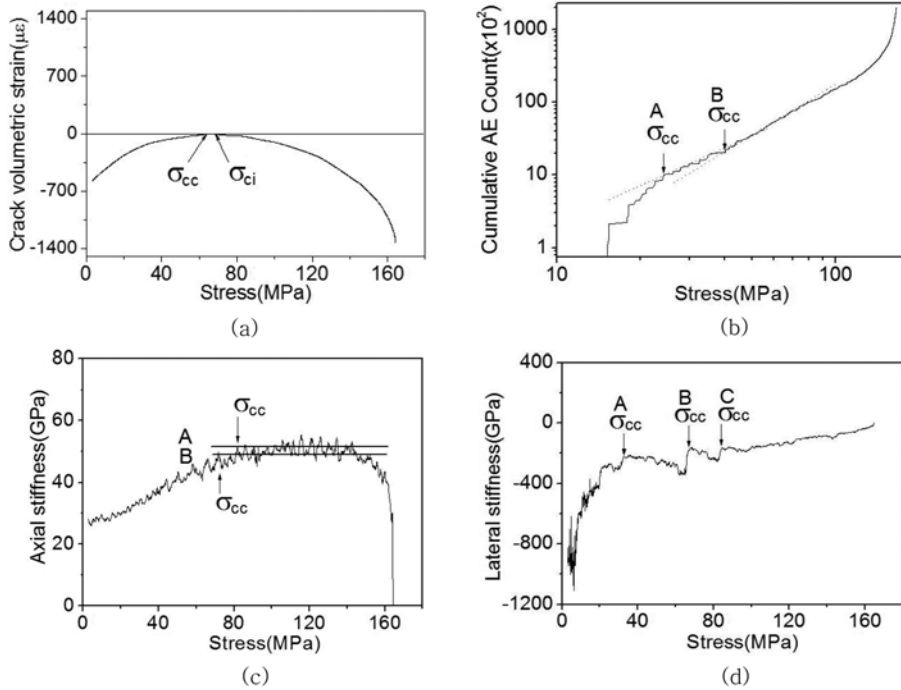 Crack volumetric strain(με)
1400
700
0
-700
-1400
σcc
σci
0
40
80
120
160
Stress(MPa)
(a)
Cumulative AE Count(x10²)
1000
100
10
1
A
σcc
B
σcc
10
100
Stress(MPa)
(b)
Axial stiffness(GPa)
80
60
40
20
0
A
B
σcc
σcc
0
40
80
120
160
Stress(MPa)
(c)
Lateral stiffness(GPa)
400
0
-400
-800
-1200
A
σcc
B
σcc
C
σcc
0
40
80
120
160
Stress(MPa)
(d)